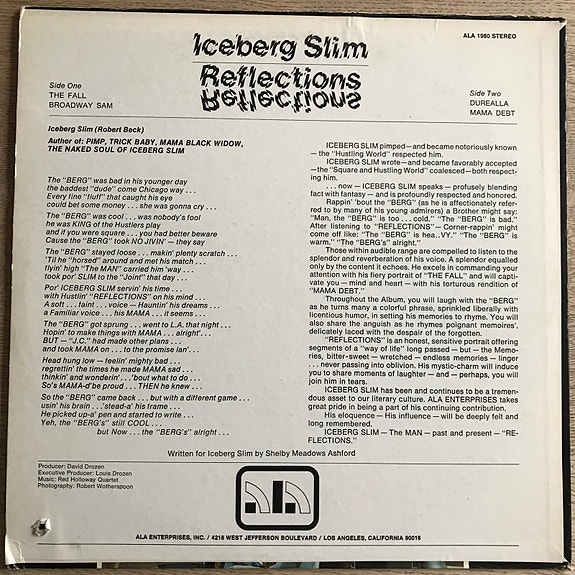 ALA 1980 STEREO
Iceberg Slim
Reflections
Reflections
Side One
THE FALL
BROADWAY SAM
Side Two
DUREALLA
MAMA DEBT
Iceberg Slim (Robert Beck)
Author of: PIMP, TRICK BABY, MAMA BLACK WIDOW,
THE NAKED SOUL OF ICEBERG SLIM
The "BERG" was bad in his younger day
the baddest "dude" come Chicago way . . .
Every fine "fluff" that caught his eye
could bet some money . . . she was gonna cry . . .
The "BERG" was cool . . . was nobody's fool
he was KING of the Hustlers play
and if you were square . . . you had better beware
Cause the "BERG" took NO JIVIN' — they say
The "BERG" stayed loose . . . makin' plenty scratch . . .
'Til he "horsed" around and met his match . . .
flyin' high "The MAN" carried him 'way . . .
took por' SLIM to the "Joint" that day . . .
Por' ICEBERG SLIM servin' his time . . .
with Hustlin' "REFLECTIONS" on his mind . . .
A soft . . . faint . . . voice — Hauntin' his dreams . . .
a Familiar voice . . . his MAMA . . . it seems . . .
The "BERG" got sprung . . . went to L.A. that night . . .
Hopin' to make things with MAMA . . . alright' . . .
BUT — "J.C." had made other plans . . .
and took MAMA on . . . to the promise lan'. . .
Head hung low — feelin' mighty bad . . .
regrettin' the times he made MAMA sad . . .
thinkin' and wonderin' . . . 'bout what to do . . .
So's MAMA-d' be proud . . . THEN he knew . . .
So the "BERG" came back . . . but with a different game . . .
usin' his brain . . .'stead-a' his frame . . .
He picked up-a' pen and started to write . . .
Yeh, the "BERG's" still COOL . . .
but Now . . . the "BERG's" alright . . .
ICEBERG SLIM pimped—and became notoriously known
— the "Hustling World" respected him.
ICEBERG SLIM wrote—and became favorably accepted
— the "Square and Hustling World" coalesced—both respect-
ing him.
. . . now — ICEBERG SLIM speaks — profusely blending
fact with fantasy — and is profoundly respected and honored.
Rappin' 'bout the "BERG" (as he is affectionately refer-
red to by many of his young admirers) a Brother might say:
"Man, the "BERG" is too . . . cold." "The "BERG" is bad."
After listening to "REFLECTIONS"— Corner-rappin' might
come off like: "The "BERG" is hea..VY." "The "BERG" is
warm." "The "BERG's" alright."
Those within audible range are compelled to listen to the
splendor and reverberation of his voice. A splendor equalled
only by the content it echoes. He excels in commanding your
attention with his fiery portrait of "THE FALL" and will capti-
vate you — mind and heart — with his torturous rendition of
"MAMA DEBT."
Throughout the Album, you will laugh with the "BERG"
as he turns many a colorful phrase, sprinkled liberally with
licentious humor, in setting his memories to rhyme. You will
also share the anguish as he rhymes poignant memoires',
delicately laced with the despair of the forgotten.
"REFLECTIONS" is an honest, sensitive portrait offering
segments of a "way of life" long passed — but — the Memo-
ries, bitter-sweet — wretched — endless memories — linger
. . . never passing into oblivion. His mystic-charm will induce
you to share moments of laughter — and — perhaps, you will
join him in tears.
ICEBERG SLIM has been and continues to be a tremen-
dous asset to our literary culture. ALA ENTERPRISES takes
great pride in being a part of his continuing contribution.
His eloquence — His influence — will be deeply felt and
long remembered.
ICEBERG SLIM — The MAN — past and present — "RE-
FLECTIONS."
Written for Iceberg Slim by Shelby Meadows Ashford
Producer: David Drozen
Executive Producer: Louis Drozen
Music: Red Holloway Quartet
Photography: Robert Wotherspoon
ALA ENTERPRISES, INC. / 4218 WEST JEFFERSON BOULEVARD / LOS ANGELES, CALIFORNIA 90016